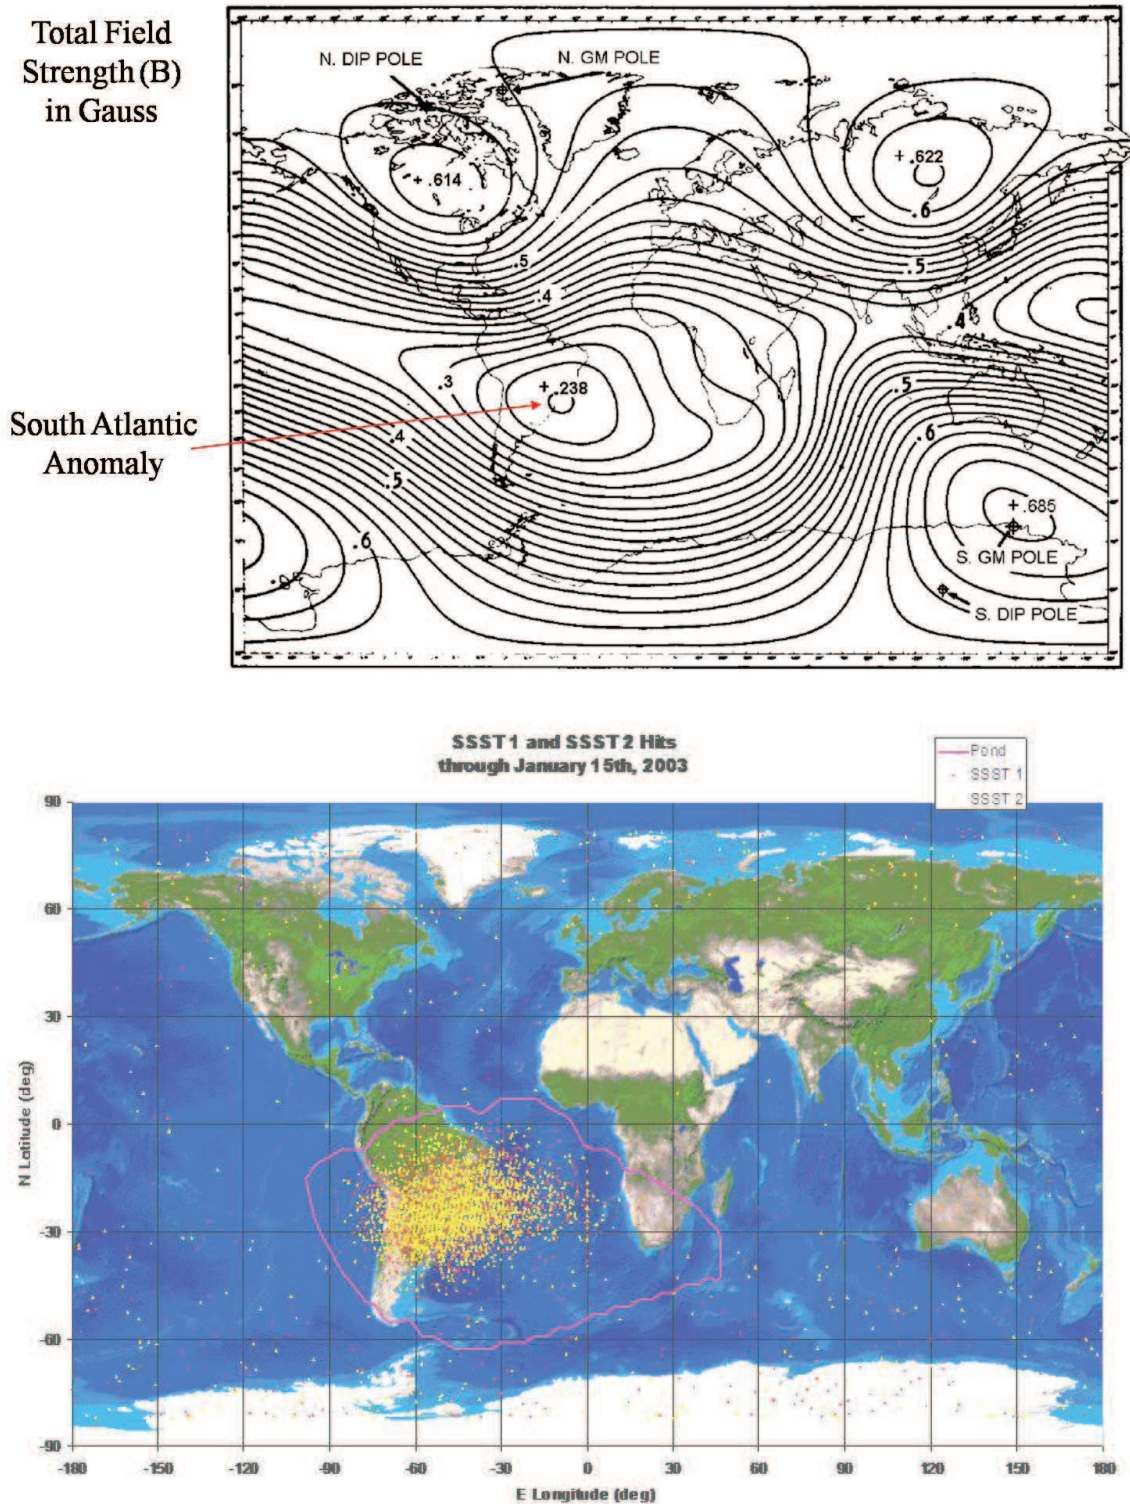 Total Field
Strength (B)
in Gauss
N. DIP POLE
N. GM POLE
+ .614
+ .622
.6
.5
.5
.4
.4
.3
+ .238
.5
South Atlantic
Anomaly
.4
.6
.5
+ .685
.6
S. GM POLE
S. DIP POLE
SSST 1 and SSST 2 Hits
through January 15th, 2003
Pond
SSST 1
SSST 2
90
60
30
0
-30
-60
-90
N Latitude (deg)
-180 -150 -120 -90 -60 -30 0 30 60 90 120 150 180
E Longitude (deg)